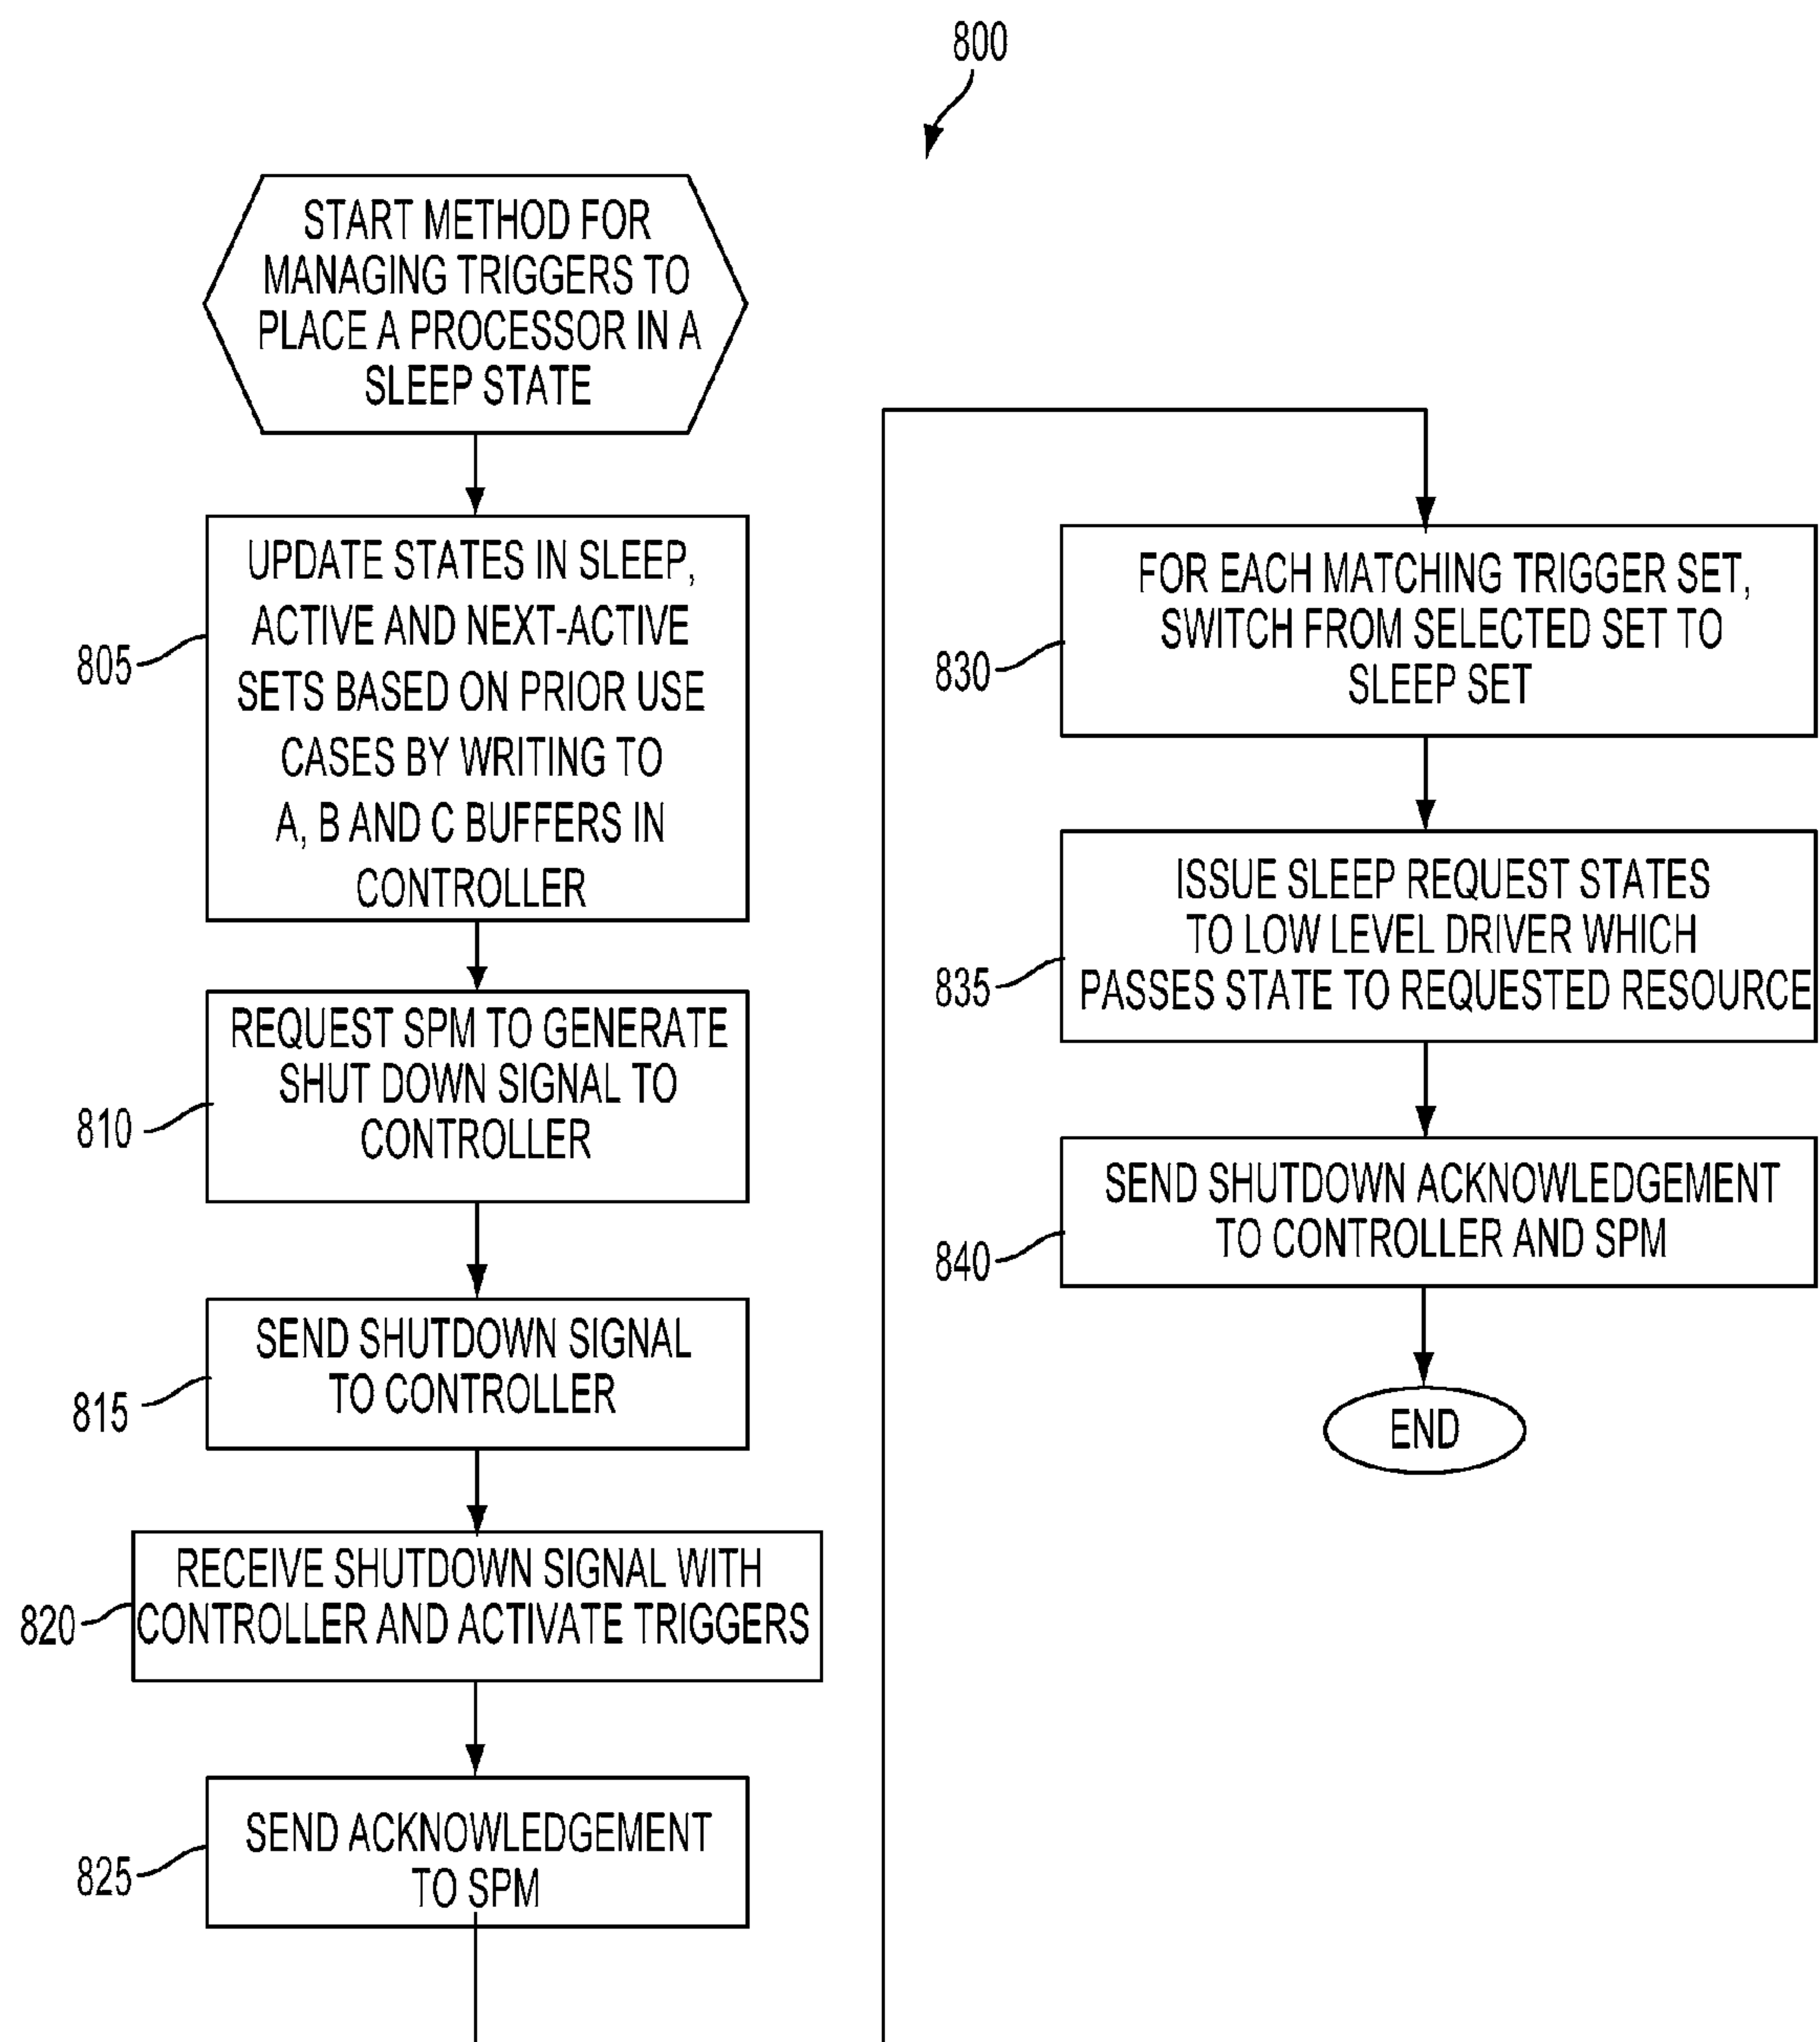 800
START METHOD FOR
MANAGING TRIGGERS TO
PLACE A PROCESSOR IN A
SLEEP STATE
805
UPDATE STATES IN SLEEP,
ACTIVE AND NEXT-ACTIVE
SETS BASED ON PRIOR USE
CASES BY WRITING TO
A, B AND C BUFFERS IN
CONTROLLER
810
REQUEST SPM TO GENERATE
SHUT DOWN SIGNAL TO
CONTROLLER
815
SEND SHUTDOWN SIGNAL
TO CONTROLLER
820
RECEIVE SHUTDOWN SIGNAL WITH
CONTROLLER AND ACTIVATE TRIGGERS
825
SEND ACKNOWLEDGEMENT
TO SPM
830
FOR EACH MATCHING TRIGGER SET,
SWITCH FROM SELECTED SET TO
SLEEP SET
835
ISSUE SLEEP REQUEST STATES
TO LOW LEVEL DRIVER WHICH
PASSES STATE TO REQUESTED RESOURCE
840
SEND SHUTDOWN ACKNOWLEDGEMENT
TO CONTROLLER AND SPM
END